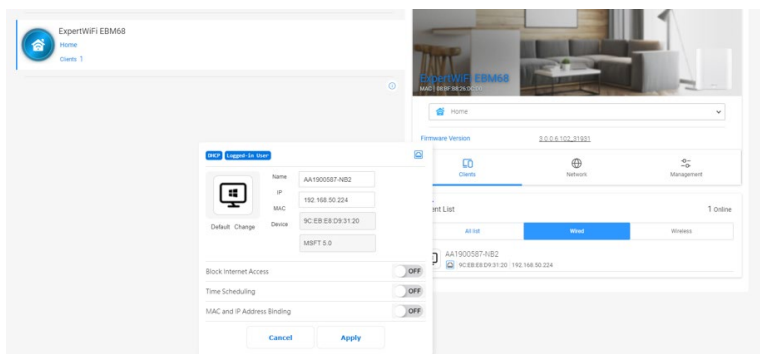 ExpertWiFi EBM68
Home
Clients 1
ExpertWiFi EBM68
Home
Firmware Version
3.0.0.6.102_31931
Clients
Network
Management
ent List
1 Online
All list
Wired
Wireless
AA1900587-NB2
9C:EB:E8:D9:31:20 192.168.50.224
DHCP
Logged-In User
Name
AA1900587-NB2
IP
192.168.50.224
MAC
9C:EB:E8:D9:31:20
Device
MSFT 5.0
Default
Change
Block Internet Access
OFF
Time Scheduling
OFF
MAC and IP Address Binding
OFF
Cancel
Apply